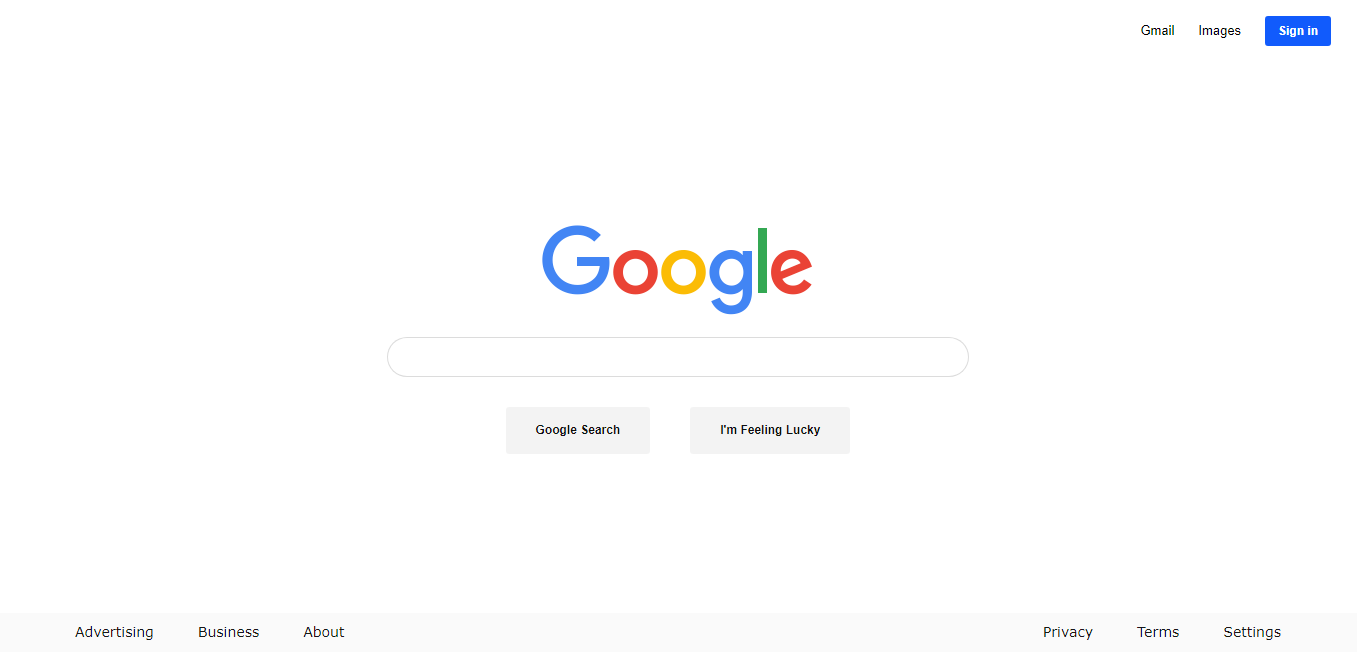 Gmail Images Sign in
Google
Google Search I'm Feeling Lucky
Advertising Business About Privacy Terms Settings